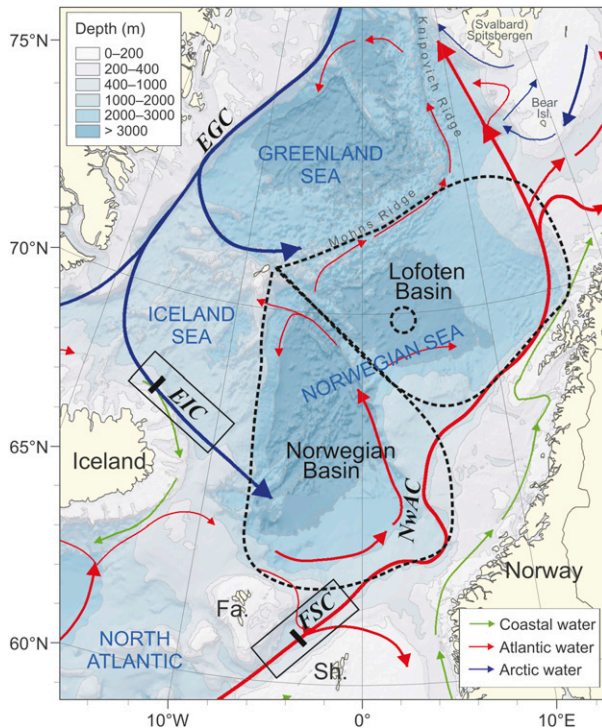 75°N
70°N
65°N
60°N
10°W
0°
10°E
Depth (m)
0–200
200–400
400–1000
1000–2000
2000–3000
> 3000
(Svalbard)
Spitsbergen
Knipovich Ridge
Bear
Isl.
EGC
GREENLAND
SEA
Mohns Ridge
Lofoten
Basin
ICELAND
SEA
NORWEGIAN SEA
EIC
Iceland
Norwegian
Basin
NwAC
Norway
Fa.
FSC
Sh.
NORTH
ATLANTIC
Coastal water
Atlantic water
Arctic water